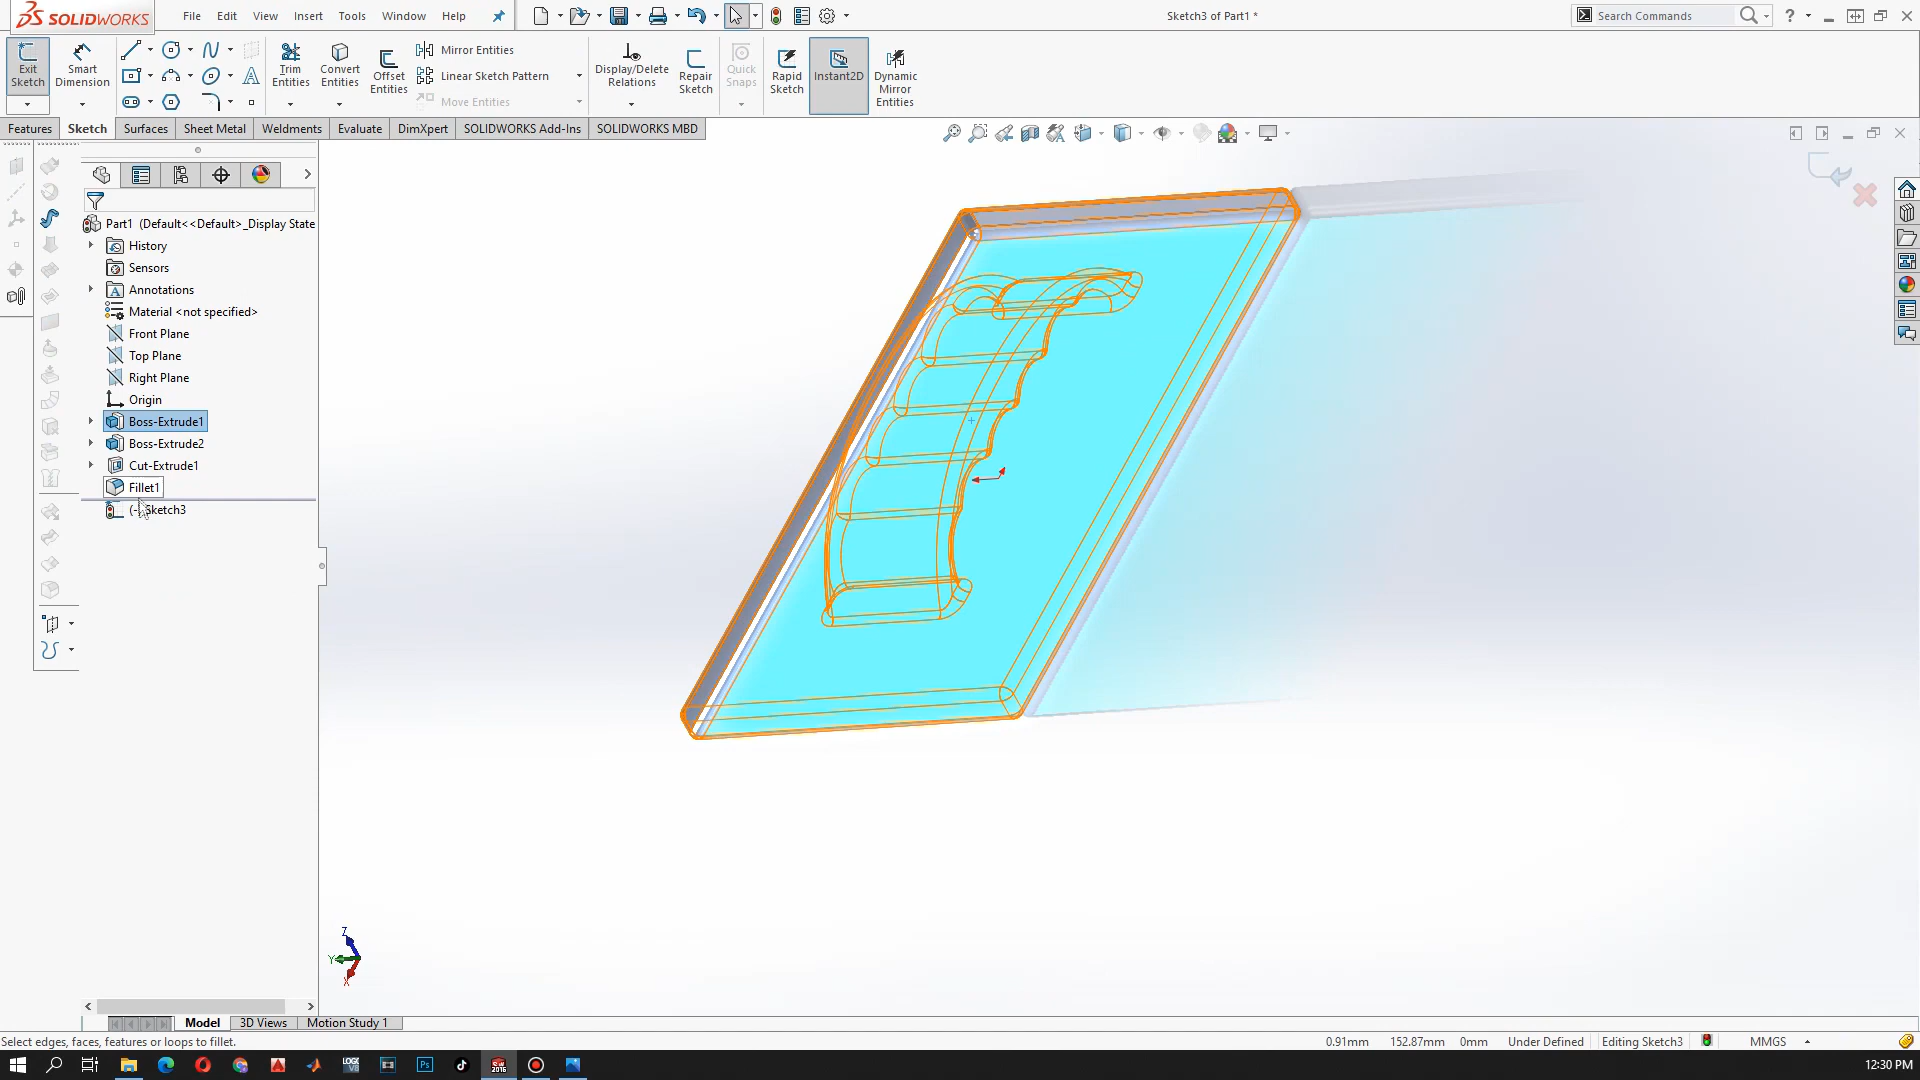 SOLIDWORKS
File Edit View Insert Tools Window Help
Sketch3 of Part1 *
Search Commands
Exit Sketch
Smart Dimension
Trim Entities
Convert Entities
Offset Entities
Mirror Entities
Linear Sketch Pattern
Move Entities
Display/Delete Relations
Repair Sketch
Quick Snaps
Rapid Sketch
Instant2D
Dynamic Mirror Entities
Features Sketch Surfaces Sheet Metal Weldments Evaluate DimXpert SOLIDWORKS Add-Ins SOLIDWORKS MBD
Part1 (Default<<Default>_Display State
History
Sensors
Annotations
Material <not specified>
Front Plane
Top Plane
Right Plane
Origin
Boss-Extrude1
Boss-Extrude2
Cut-Extrude1
Fillet1
(-) Sketch3
Z
Y
X
Model 3D Views Motion Study 1
Select edges, faces, features or loops to fillet.
0.91mm 152.87mm 0mm Under Defined Editing Sketch3 MMGS
12:30 PM